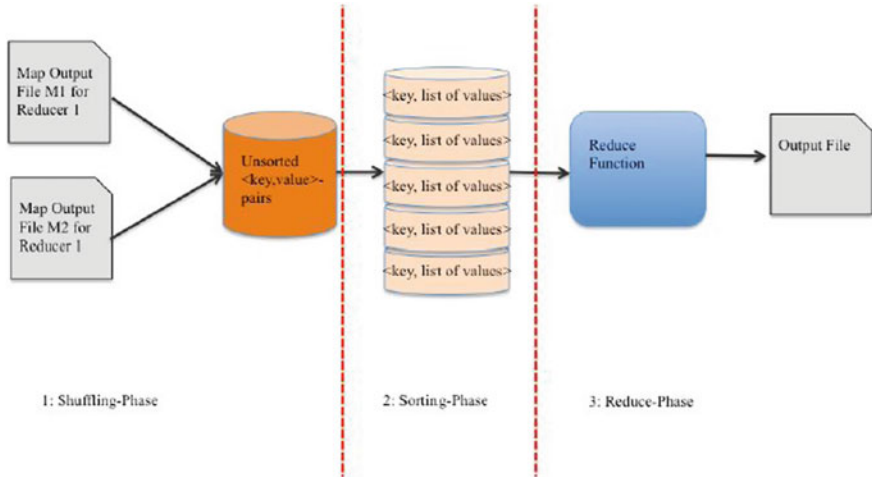 Map Output
File M1 for
Reducer 1
Map Output
File M2 for
Reducer 1
Unsorted
<key,value>-
pairs
<key, list of values>
<key, list of values>
<key, list of values>
<key, list of values>
<key, list of values>
Reduce
Function
Output File
1: Shuffling-Phase
2: Sorting-Phase
3: Reduce-Phase